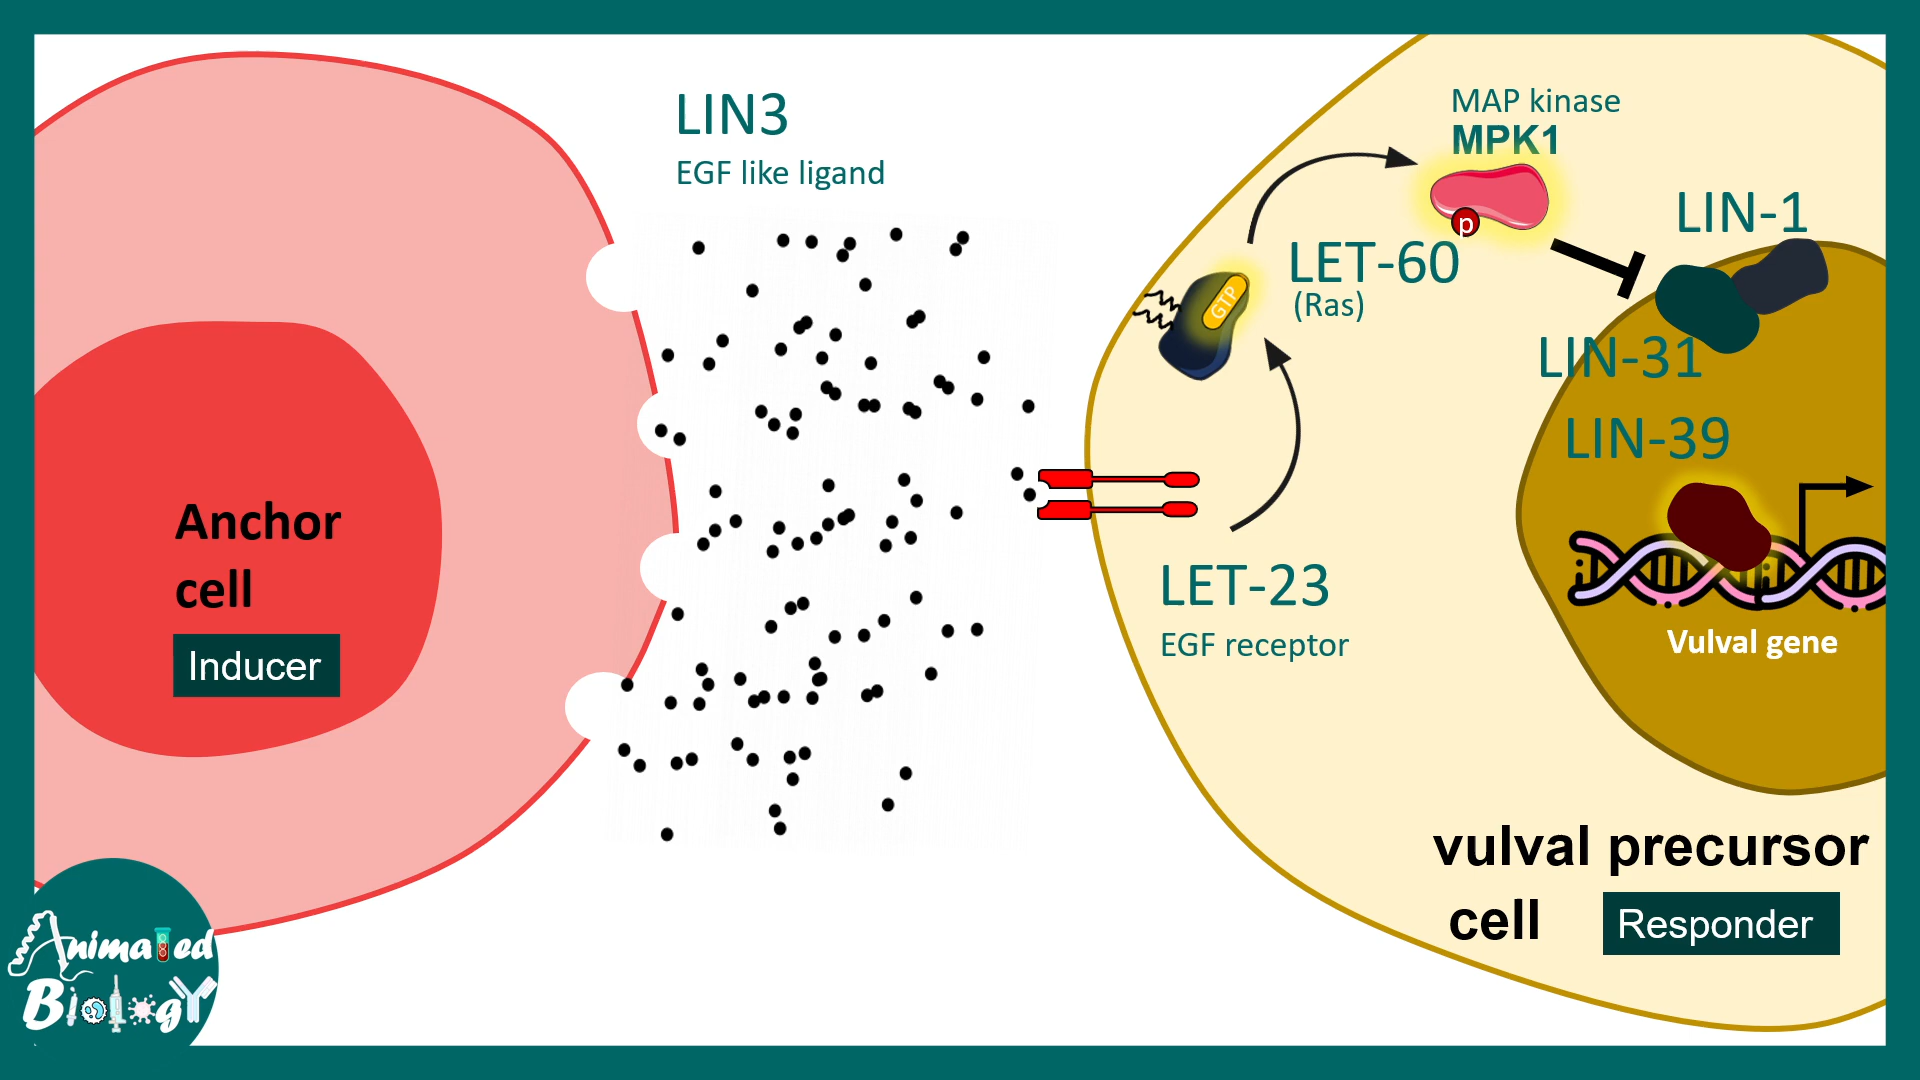 LIN3
EGF like ligand
MAP kinase
MPK1
p
LIN-1
LET-60
(Ras)
GTP
LIN-31
LIN-39
Anchor
cell
Inducer
LET-23
EGF receptor
Vulval gene
vulval precursor
cell
Responder
Animated
Biology